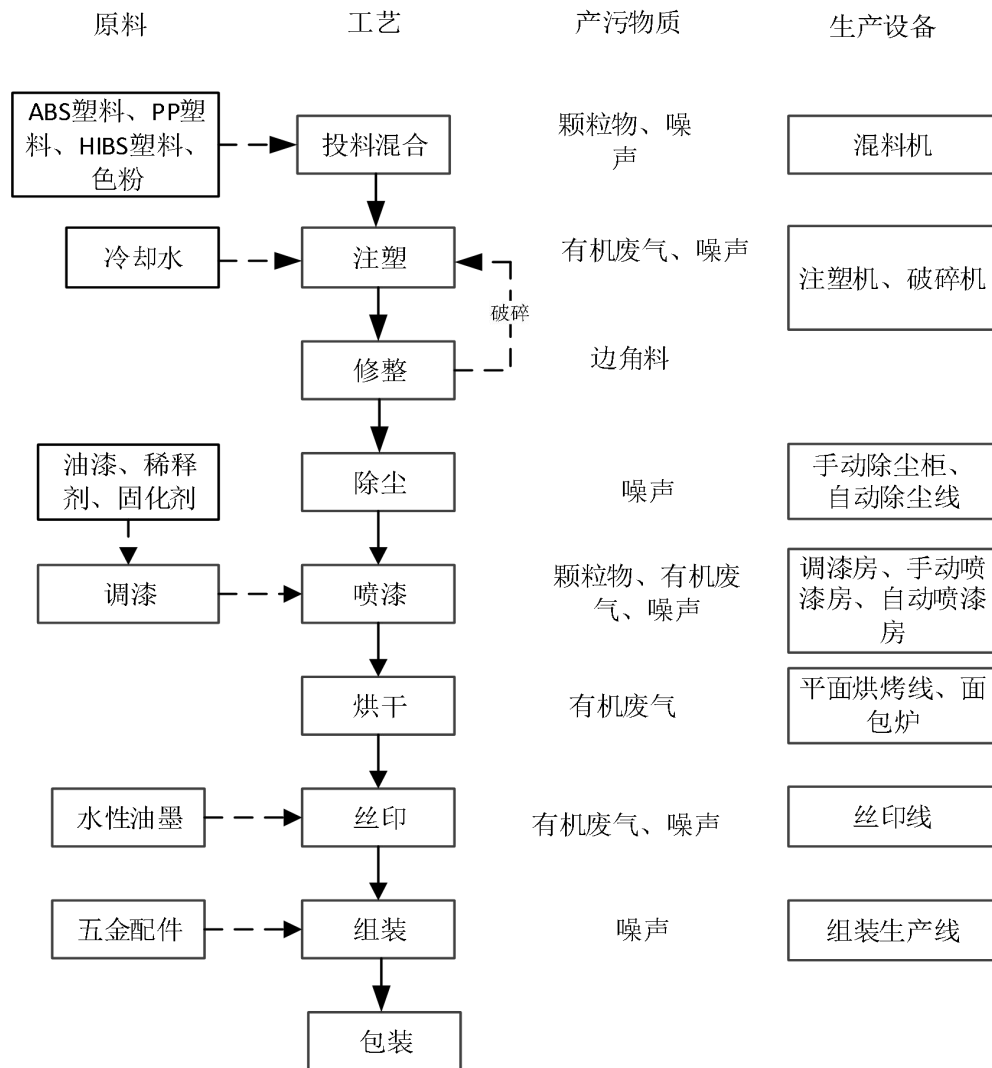 原料
工艺
产污物质
生产设备
ABS塑料、PP塑
料、HIBS塑料、
色粉
投料混合
颗粒物、噪
声
混料机
冷却水
注塑
有机废气、噪声
注塑机、破碎机
破碎
修整
边角料
油漆、稀释
剂、固化剂
除尘
噪声
手动除尘柜、
自动除尘线
调漆
喷漆
颗粒物、有机废
气、噪声
调漆房、手动喷
漆房、自动喷漆
房
烘干
有机废气
平面烘烤线、面
包炉
水性油墨
丝印
有机废气、噪声
丝印线
五金配件
组装
噪声
组装生产线
包装